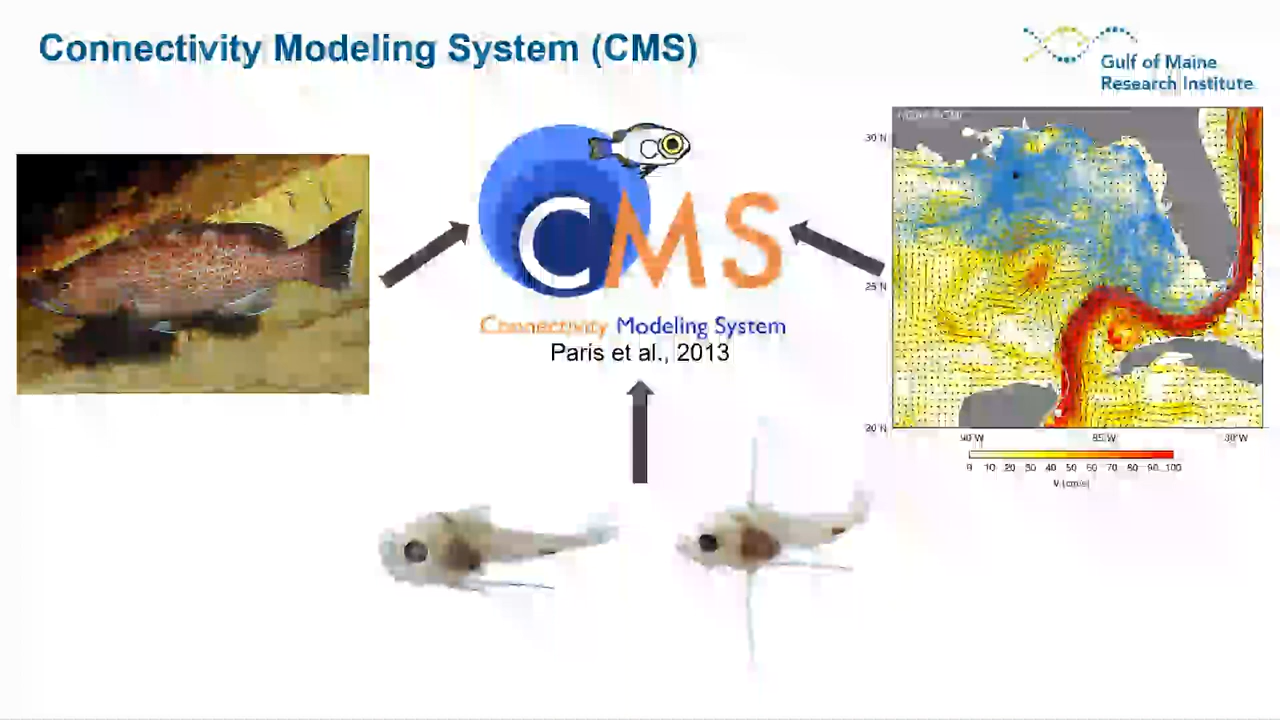 Connectivity Modeling System (CMS)
Gulf of Maine
Research Institute
CMS
Connectivity Modeling System
Paris et al., 2013
30°N
25°N
20°N
90°W
85°W
80°W
0 10 20 30 40 50 60 70 80 90 100